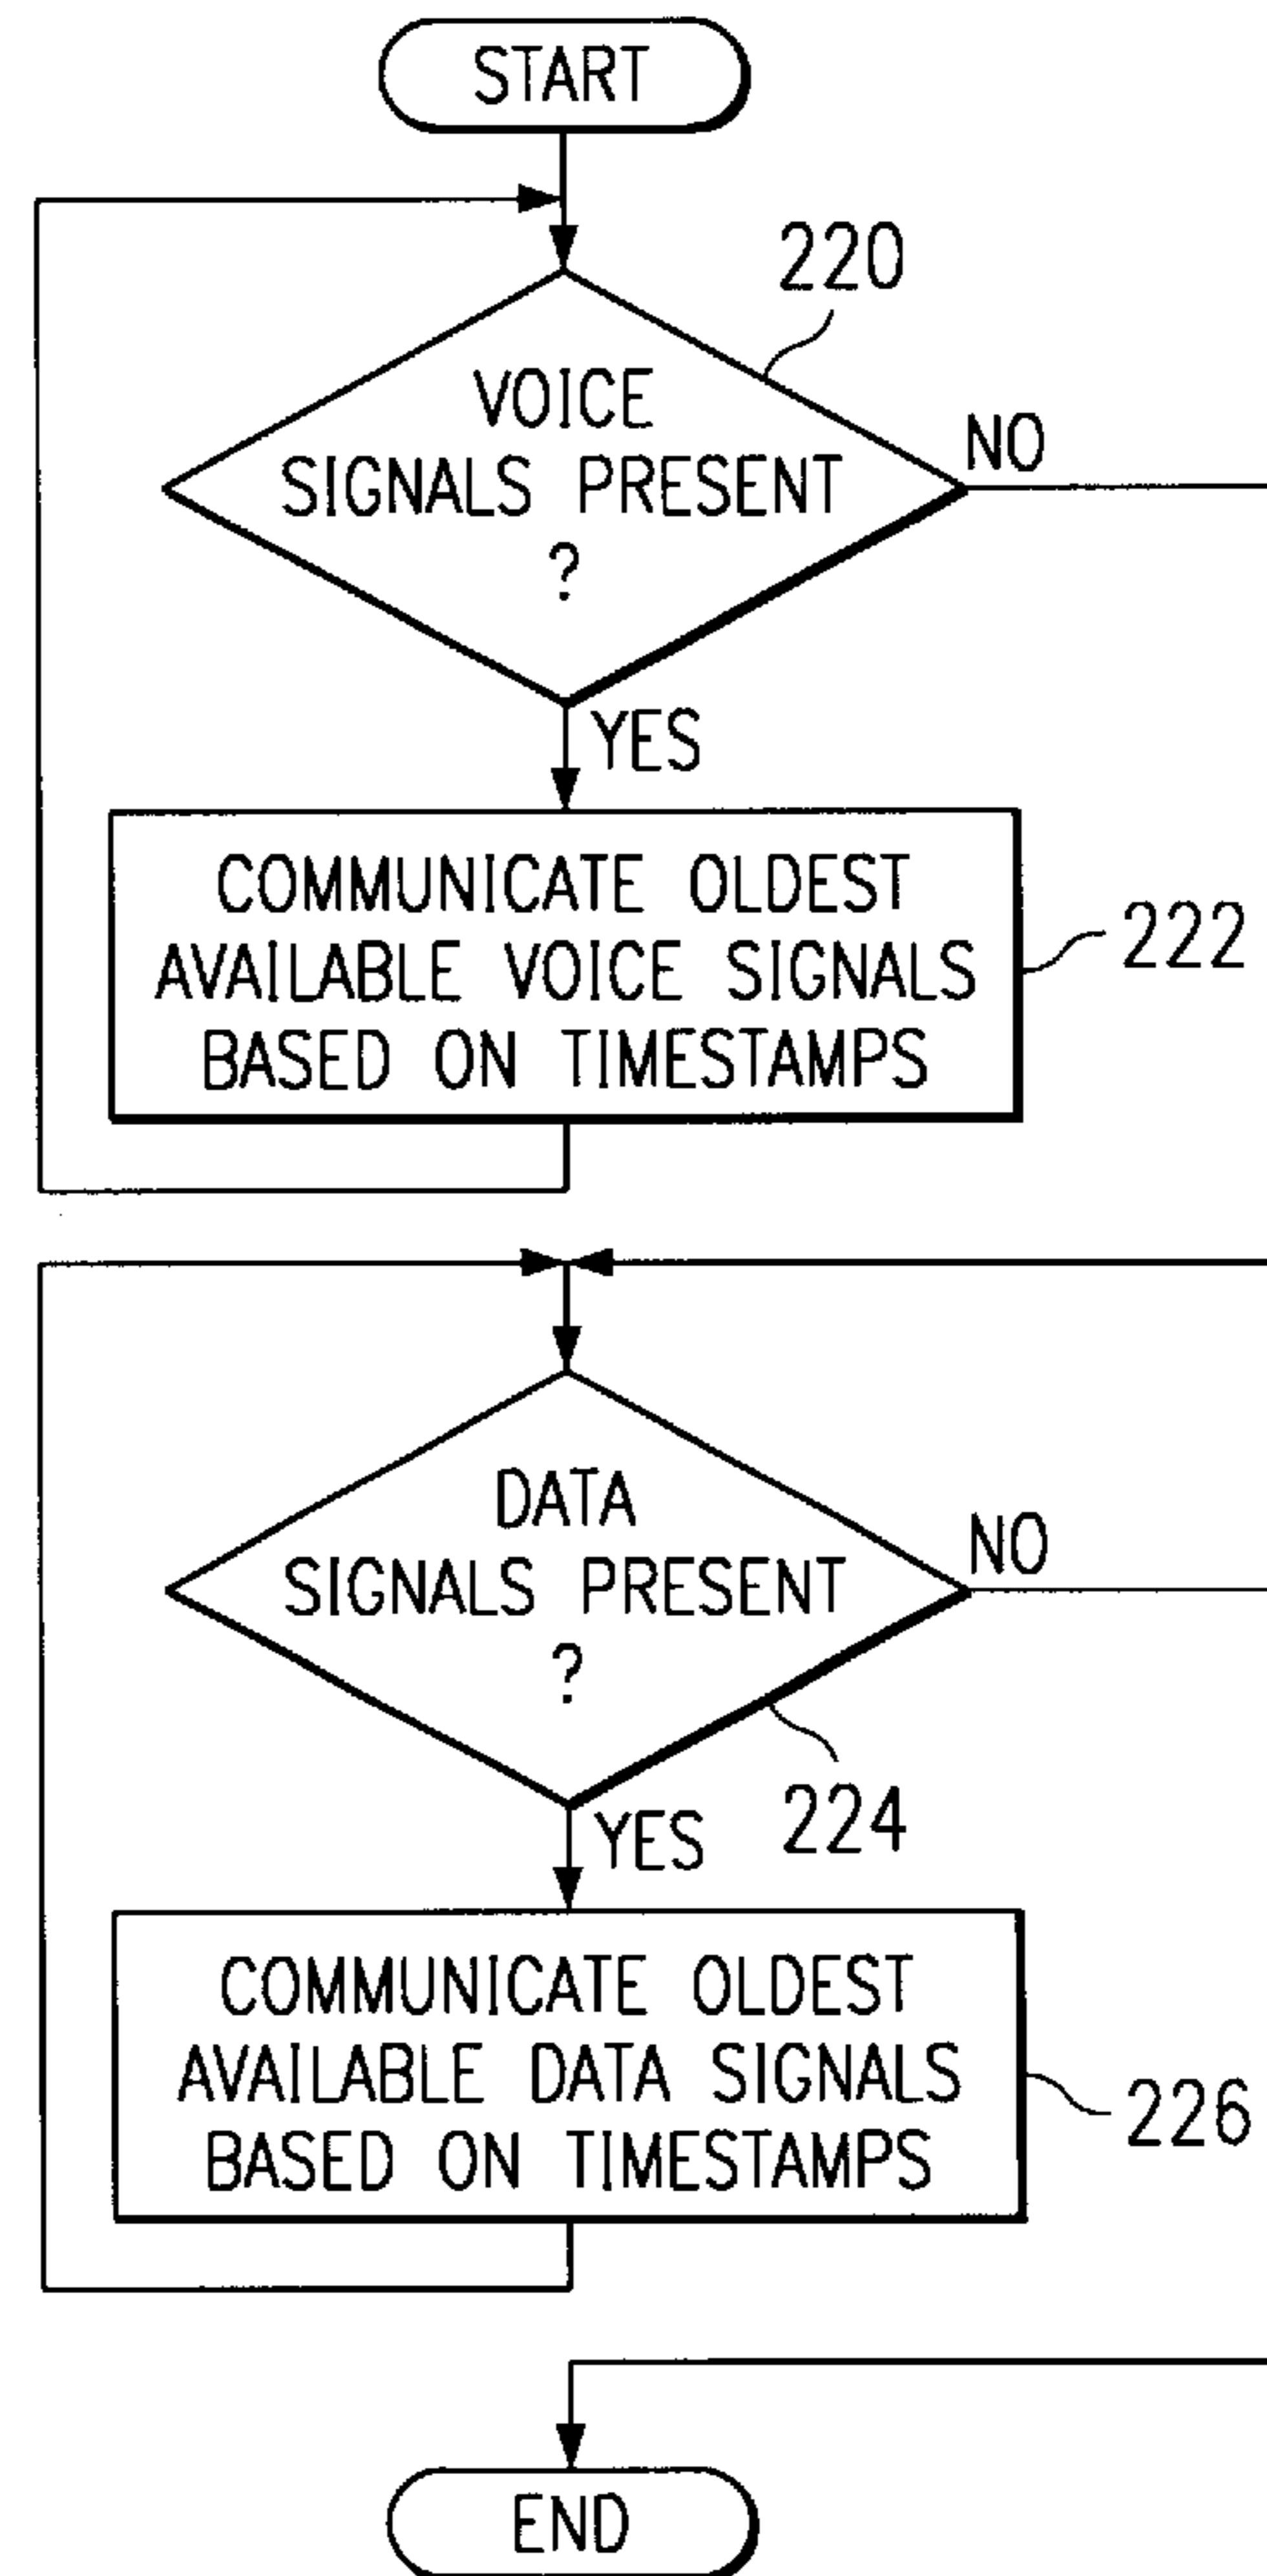 START
220
VOICE
SIGNALS PRESENT
?
NO
YES
COMMUNICATE OLDEST
AVAILABLE VOICE SIGNALS
BASED ON TIMESTAMPS
222
DATA
SIGNALS PRESENT
?
NO
224
YES
COMMUNICATE OLDEST
AVAILABLE DATA SIGNALS
BASED ON TIMESTAMPS
226
END